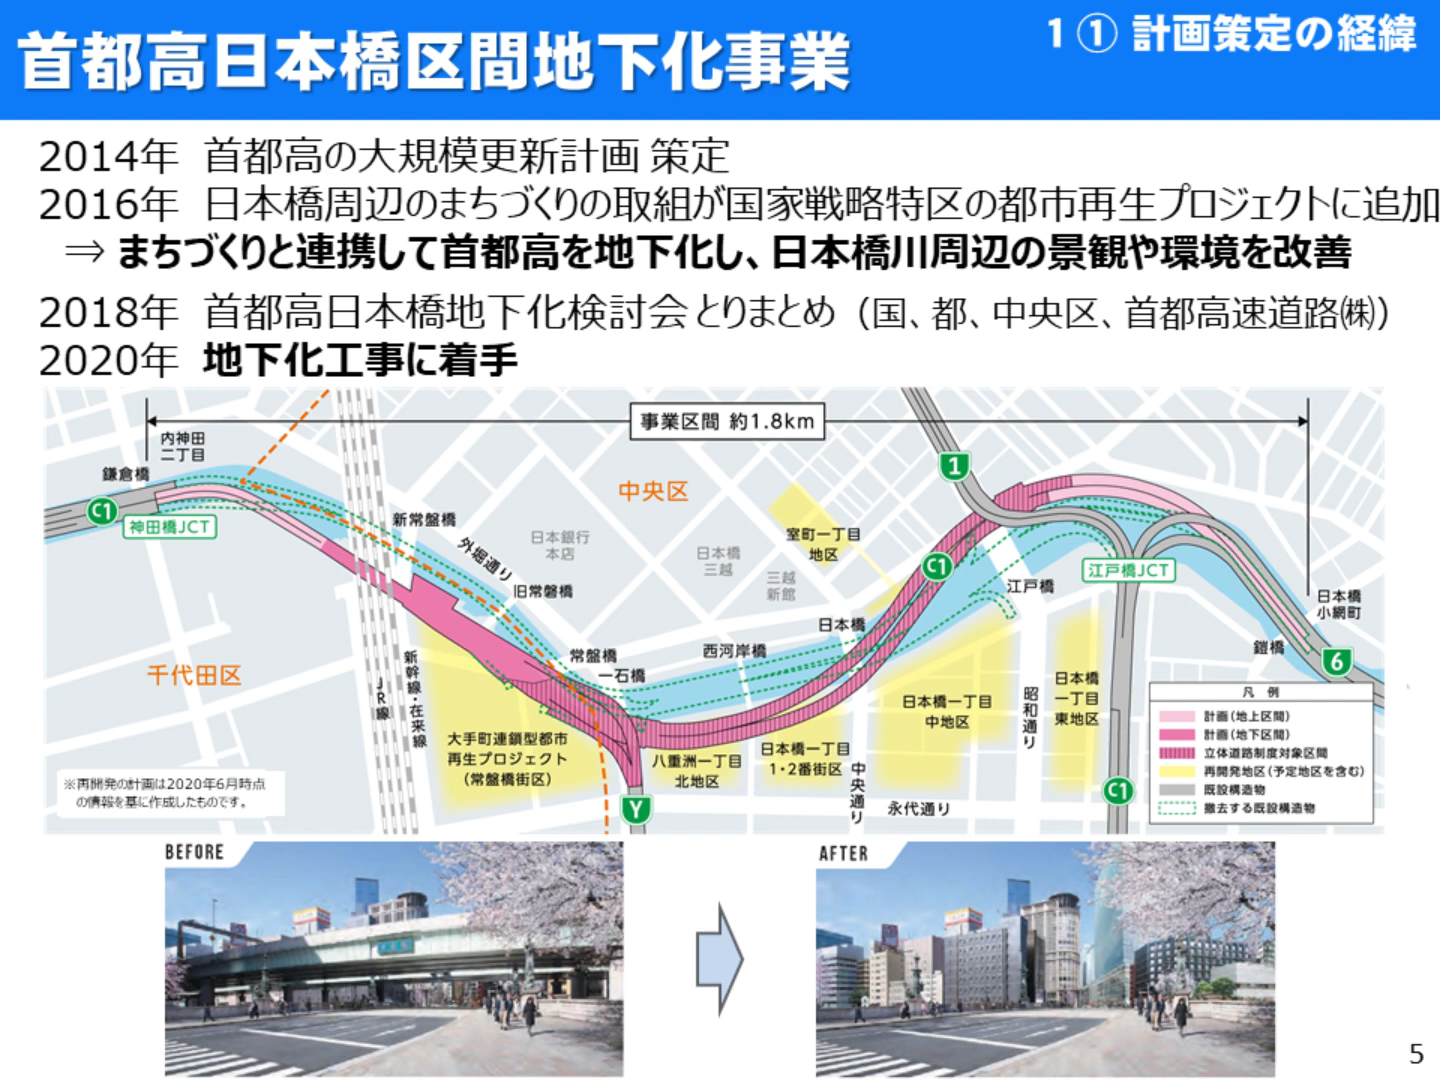 首都高日本橋区間地下化事業
1 ① 計画策定の経緯
2014年 首都高の大規模更新計画 策定
2016年 日本橋周辺のまちづくりの取組が国家戦略特区の都市再生プロジェクトに追加
⇒ まちづくりと連携して首都高を地下化し、日本橋川周辺の景観や環境を改善
2018年 首都高日本橋地下化検討会 とりまとめ（国、都、中央区、首都高速道路㈱）
2020年 地下化工事に着手
事業区間 約1.8km
内神田
二丁目
鎌倉橋
C1
神田橋JCT
新常盤橋
外堀通り
旧常磐橋
日本銀行
本店
中央区
日本橋
三越
三越
新館
室町一丁目
地区
1
C1
江戸橋
江戸橋JCT
日本橋
小網町
鎧橋
6
千代田区
JR線
新幹線・在来線
常盤橋
一石橋
西河岸橋
日本橋
大手町連鎖型都市
再生プロジェクト
（常盤橋街区）
八重洲一丁目
北地区
日本橋一丁目
1・2番街区
日本橋一丁目
中地区
日本橋
一丁目
東地区
昭和通り
中央通り
永代通り
Y
C1
※再開発の計画は2020年6月時点
の情報を基に作成したものです。
凡 例
計画（地上区間）
計画（地下区間）
立体道路制度対象区間
再開発地区（予定地区を含む）
既設構造物
撤去する既設構造物
BEFORE
AFTER
5